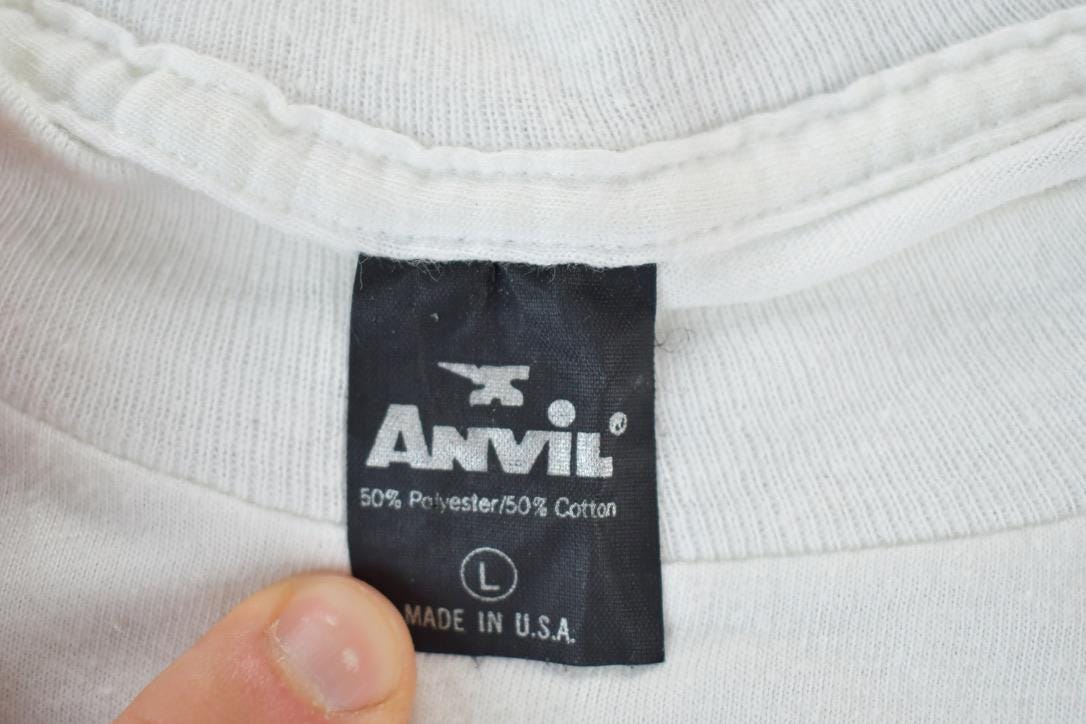 ANViL®
50% Polyester/50% Cotton
L
MADE IN U.S.A.